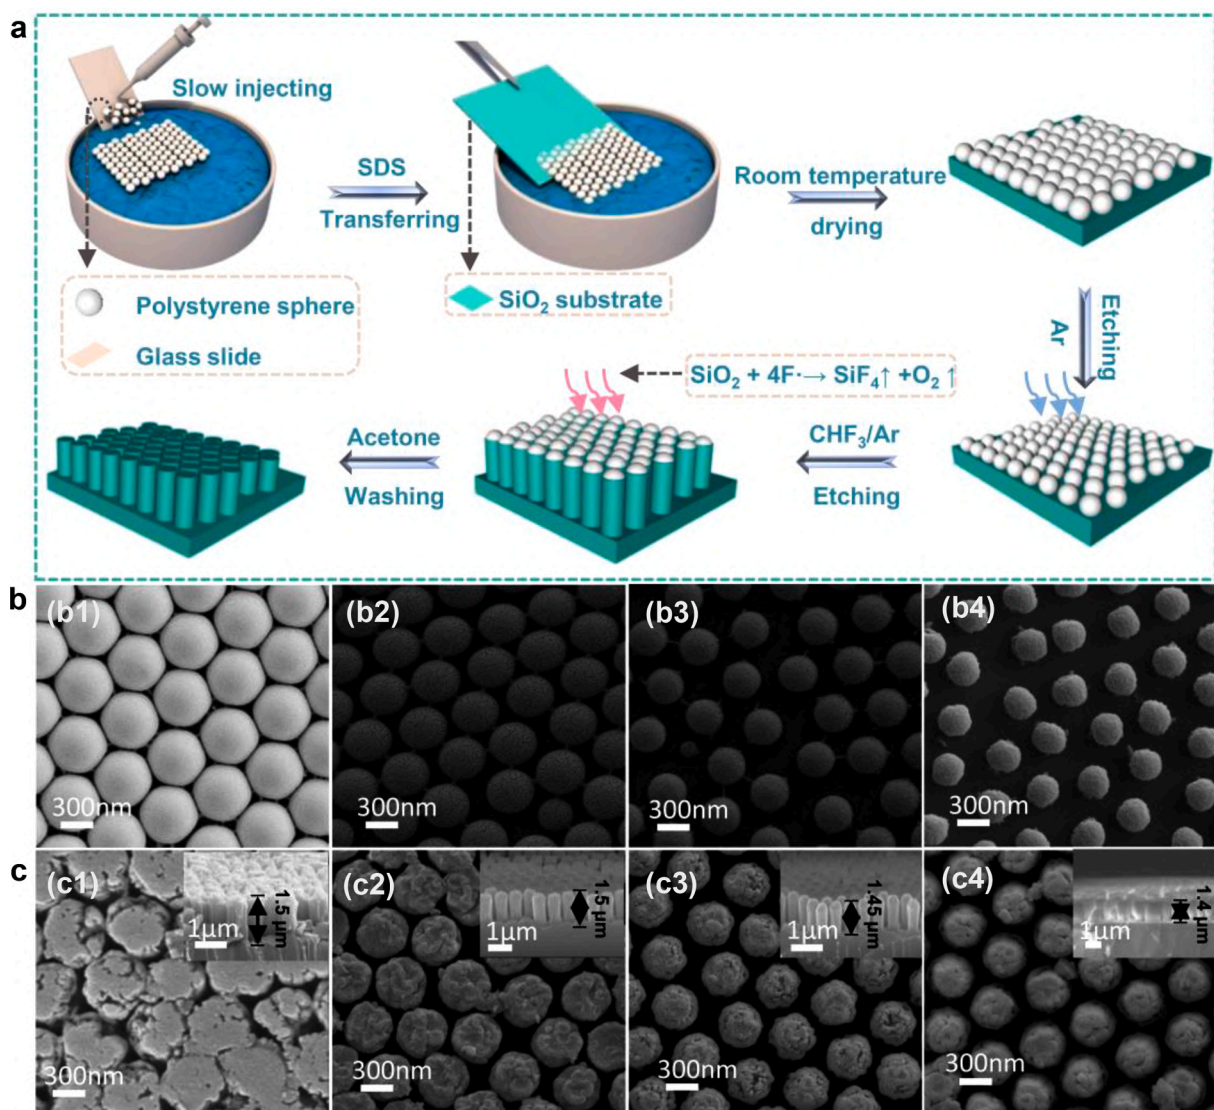 a
Slow injecting
SDS
Transferring
Room temperature
drying
Polystyrene sphere
Glass slide
SiO₂ substrate
Etching
Ar
SiO₂ + 4F·→ SiF₄↑ +O₂ ↑
CHF₃/Ar
Etching
Acetone
Washing
b
(b1)
300nm
(b2)
300nm
(b3)
300nm
(b4)
300nm
c
(c1)
1.5 μm
1μm
300nm
(c2)
1.5 μm
1μm
300nm
(c3)
1.45 μm
1μm
300nm
(c4)
1.4 μm
1μm
300nm